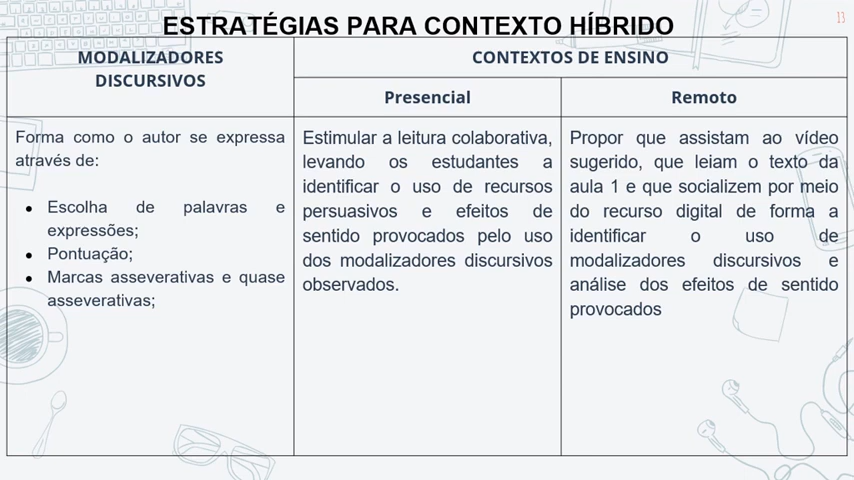 ESTRATÉGIAS PARA CONTEXTO HÍBRIDO
13
MODALIZADORES
DISCURSIVOS
CONTEXTOS DE ENSINO
Presencial
Remoto
Forma como o autor se expressa
através de:
• Escolha de palavras e
expressões;
• Pontuação;
• Marcas asseverativas e quase
asseverativas;
Estimular a leitura colaborativa,
levando os estudantes a
identificar o uso de recursos
persuasivos e efeitos de
sentido provocados pelo uso
dos modalizadores discursivos
observados.
Propor que assistam ao vídeo
sugerido, que leiam o texto da
aula 1 e que socializem por meio
do recurso digital de forma a
identificar o uso de
modalizadores discursivos e
análise dos efeitos de sentido
provocados